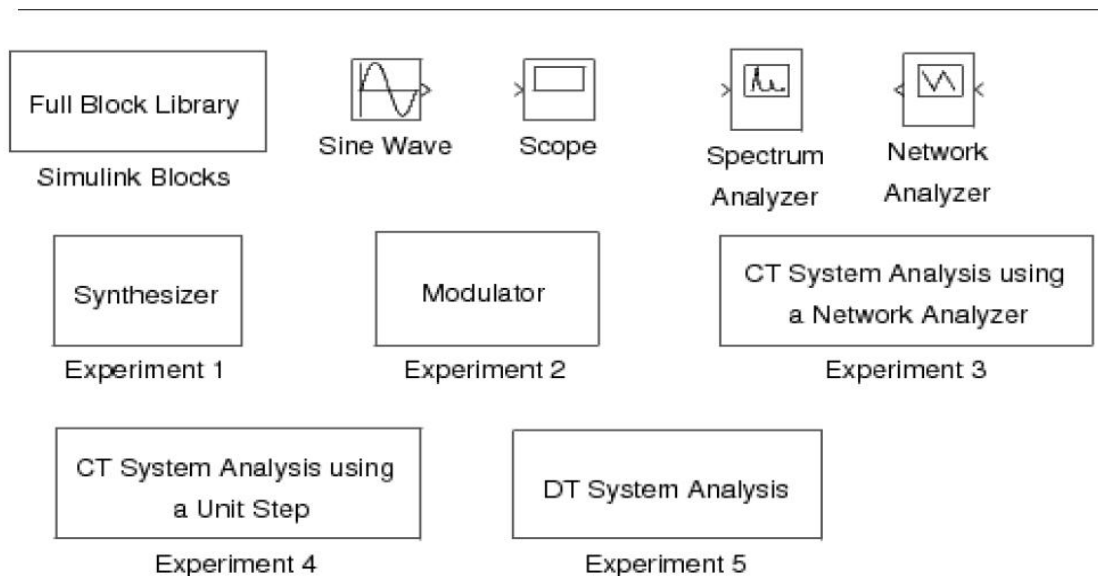 Full Block Library
Simulink Blocks
Sine Wave
Scope
Spectrum
Analyzer
Network
Analyzer
Synthesizer
Experiment 1
Modulator
Experiment 2
CT System Analysis using
a Network Analyzer
Experiment 3
CT System Analysis using
a Unit Step
Experiment 4
DT System Analysis
Experiment 5